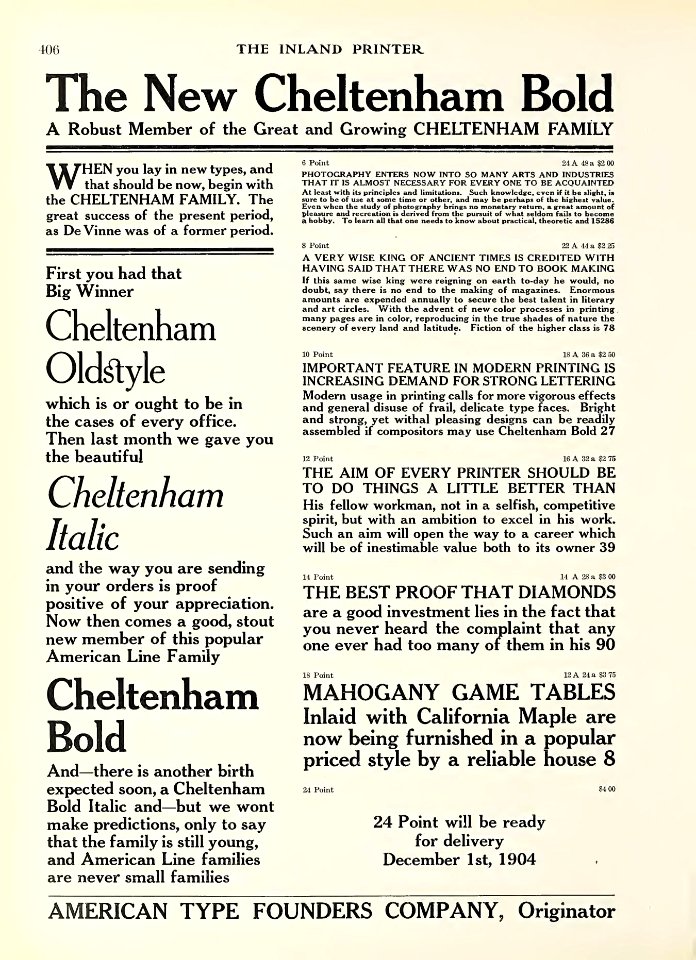 406
THE INLAND PRINTER
The New Cheltenham Bold
A Robust Member of the Great and Growing CHELTENHAM FAMILY
WHEN you lay in new types, and
that should be now, begin with
the CHELTENHAM FAMILY. The
great success of the present period,
as De Vinne was of a former period.
First you had that
Big Winner
Cheltenham
Oldstyle
which is or ought to be in
the cases of every office.
Then last month we gave you
the beautiful
Cheltenham
Italic
and the way you are sending
in your orders is proof
positive of your appreciation.
Now then comes a good, stout
new member of this popular
American Line Family
Cheltenham
Bold
And—there is another birth
expected soon, a Cheltenham
Bold Italic and—but we wont
make predictions, only to say
that the family is still young,
and American Line families
are never small families
6 Point 24 A 48 a $2 00
PHOTOGRAPHY ENTERS NOW INTO SO MANY ARTS AND INDUSTRIES
THAT IT IS ALMOST NECESSARY FOR EVERY ONE TO BE ACQUAINTED
At least with its principles and limitations. Such knowledge, even if it be slight, is
sure to be of use at some time or other, and may be perhaps of the highest value.
Even when the study of photography brings no monetary return, a great amount of
pleasure and recreation is derived from the pursuit of what seldom fails to become
a hobby. To learn all that one needs to know about practical, theoretic and 15286
8 Point 22 A 44 a $2 25
A VERY WISE KING OF ANCIENT TIMES IS CREDITED WITH
HAVING SAID THAT THERE WAS NO END TO BOOK MAKING
If this same wise king were reigning on earth to-day he would, no
doubt, say there is no end to the making of magazines. Enormous
amounts are expended annually to secure the best talent in literary
and art circles. With the advent of new color processes in printing
many pages are in color, reproducing in the true shades of nature the
scenery of every land and latitude. Fiction of the higher class is 78
10 Point 18 A 36 a $2 50
IMPORTANT FEATURE IN MODERN PRINTING IS
INCREASING DEMAND FOR STRONG LETTERING
Modern usage in printing calls for more vigorous effects
and general disuse of frail, delicate type faces. Bright
and strong, yet withal pleasing designs can be readily
assembled if compositors may use Cheltenham Bold 27
12 Point 16 A 32 a $2 75
THE AIM OF EVERY PRINTER SHOULD BE
TO DO THINGS A LITTLE BETTER THAN
His fellow workman, not in a selfish, competitive
spirit, but with an ambition to excel in his work.
Such an aim will open the way to a career which
will be of inestimable value both to its owner 39
14 Point 14 A 28 a $3 00
THE BEST PROOF THAT DIAMONDS
are a good investment lies in the fact that
you never heard the complaint that any
one ever had too many of them in his 90
18 Point 12 A 24 a $3 75
MAHOGANY GAME TABLES
Inlaid with California Maple are
now being furnished in a popular
priced style by a reliable house 8
24 Point $4 00
24 Point will be ready
for delivery
December 1st, 1904
AMERICAN TYPE FOUNDERS COMPANY, Originator